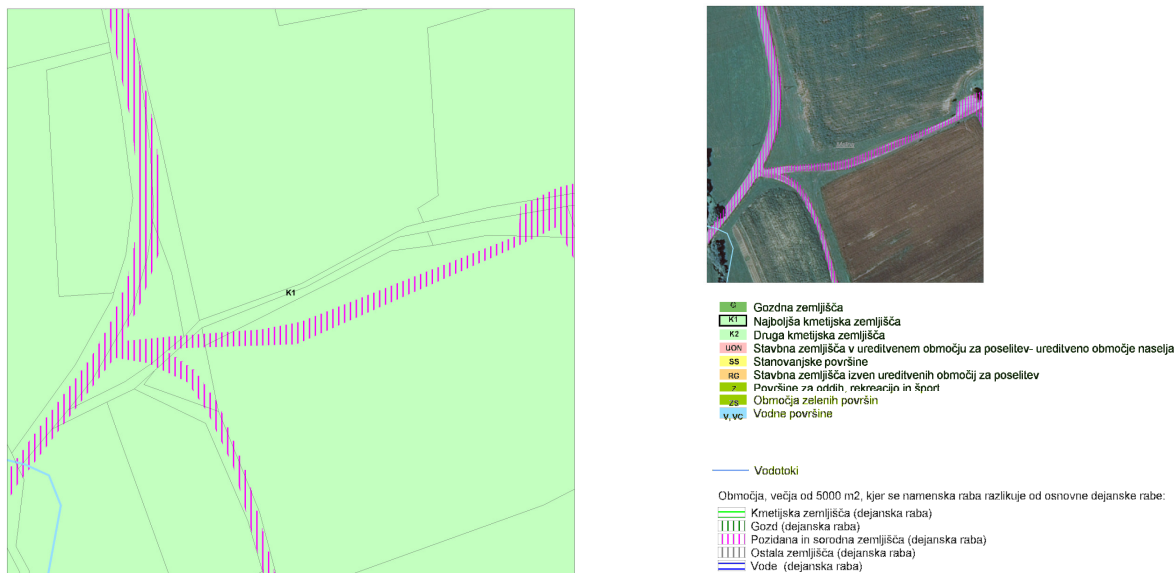 K1
Maline
G Gozdna zemljišča
K1 Najboljša kmetijska zemljišča
K2 Druga kmetijska zemljišča
UON Stavbna zemljišča v ureditvenem območju za poselitev- ureditveno območje naselja
SS Stanovanjske površine
RG Stavbna zemljišča izven ureditvenih območij za poselitev
Z Površine za oddih, rekreacijo in šport
ZS Območja zelenih površin
V, VC Vodne površine
Vodotoki
Območja, večja od 5000 m2, kjer se namenska raba razlikuje od osnovne dejanske rabe:
Kmetijska zemljišča (dejanska raba)
Gozd (dejanska raba)
Pozidana in sorodna zemljišča (dejanska raba)
Ostala zemljišča (dejanska raba)
Vode (dejanska raba)